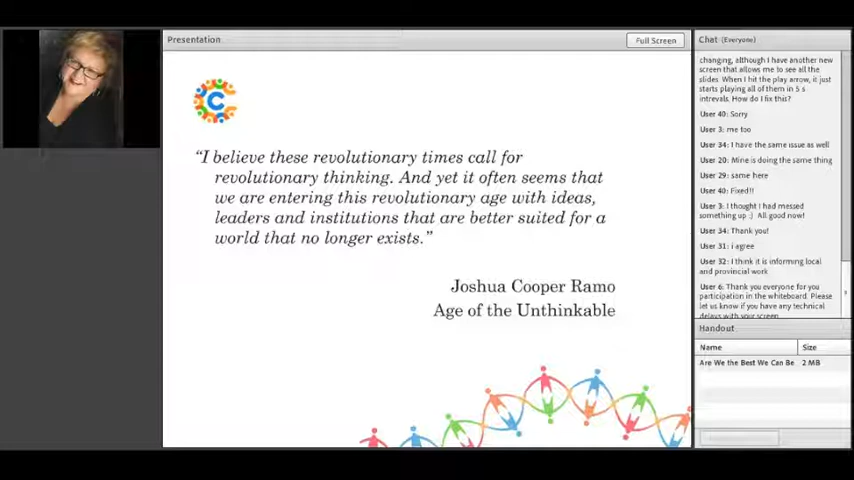 Presentation
Full Screen
C
“I believe these revolutionary times call for
revolutionary thinking. And yet it often seems that
we are entering this revolutionary age with ideas,
leaders and institutions that are better suited for a
world that no longer exists.”
Joshua Cooper Ramo
Age of the Unthinkable
Chat (Everyone)
changing, although I have another new
screen that allows me to see all the
slides. When I hit the play arrow, it just
starts playing all of them in 5 s
intrevals. How do I fix this?
User 40: Sorry
User 3: me too
User 34: I have the same issue as well
User 20: Mine is doing the same thing
User 29: same here
User 40: Fixed!!
User 3: I thought I had messed
something up :) All good now!
User 34: Thank you!
User 31: i agree
User 32: I think it is informing local
and provincial work
User 6: Thank you everyone for you
participation in the whiteboard. Please
let us know if you have any technical
delays with your screen
Handout
Name Size
Are We the Best We Can Be 2 MB